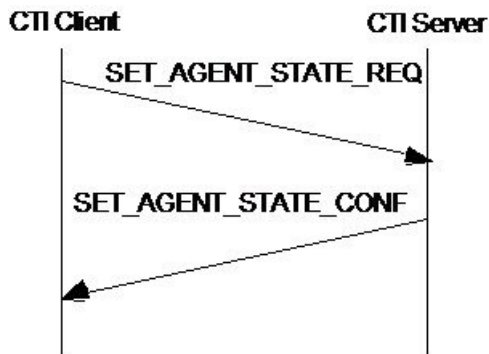 CTI Client
CTI Server
SET_AGENT_STATE_REQ
SET_AGENT_STATE_CONF